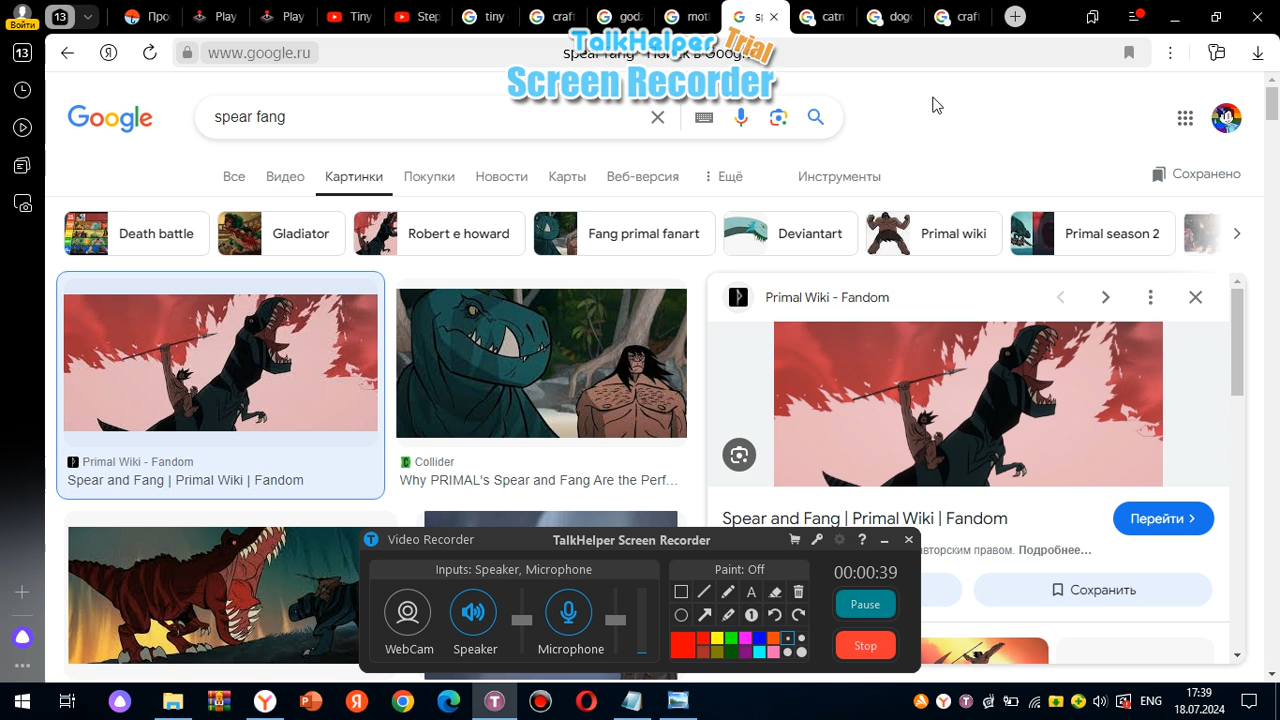 Войти
13
Про
Play
Play
Tiny
Step
tiny
craf
god
mot
sp
catn
dog
craf
13
www.google.ru
spear fang
TalkHelper Trial
Screen Recorder
Google
spear fang
Все
Видео
Картинки
Покупки
Новости
Карты
Веб-версия
Ещё
Инструменты
Сохранено
Death battle
Gladiator
Robert e howard
Fang primal fanart
Deviantart
Primal wiki
Primal season 2
Primal Wiki - Fandom
Spear and Fang | Primal Wiki | Fandom
Collider
Why PRIMAL's Spear and Fang Are the Perf...
Primal Wiki - Fandom
Spear and Fang | Primal Wiki | Fandom
Перейти
авторским правом. Подробнее...
Сохранить
Video Recorder
TalkHelper Screen Recorder
Inputs: Speaker, Microphone
WebCam
Speaker
Microphone
Paint: Off
00:00:39
Pause
Stop
ENG
17:39
18.07.2024